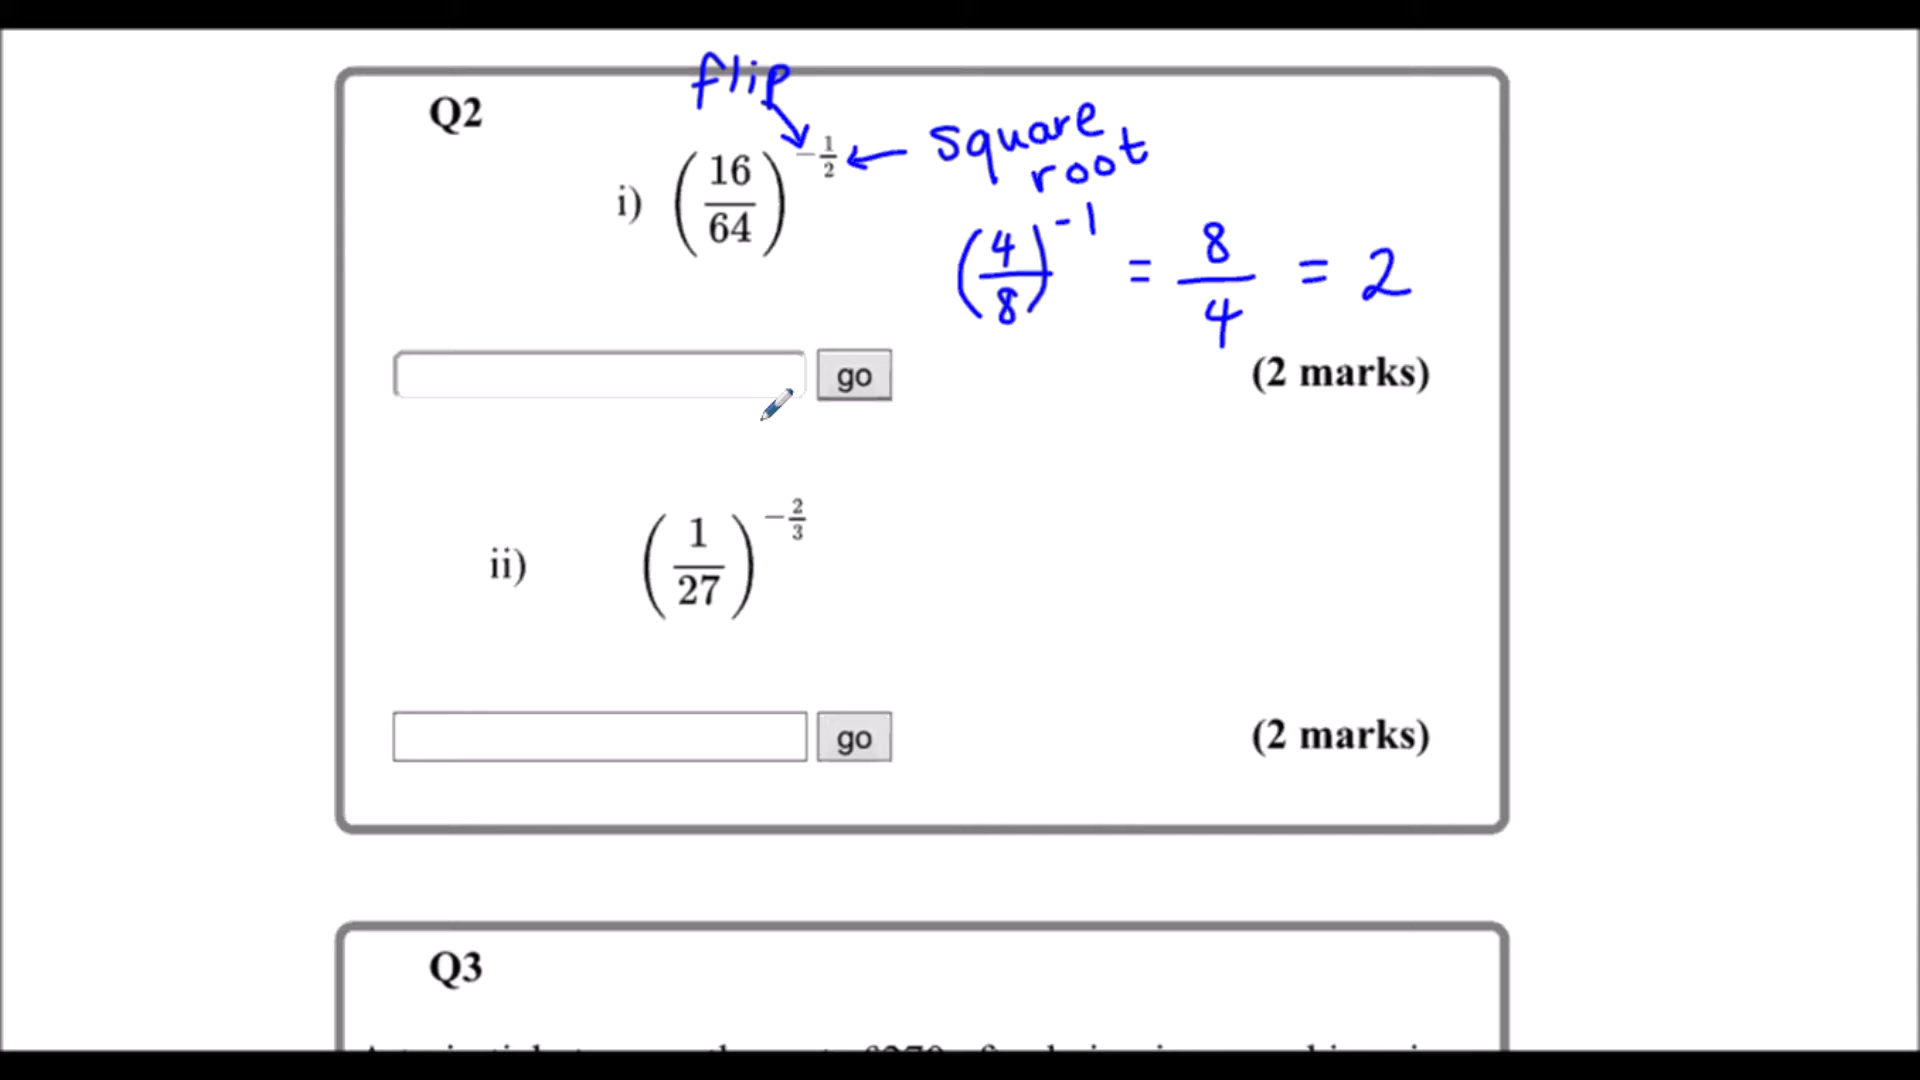 flip
Q2
square
root
i) (16/64)^(-1/2)
(4/8)^-1 = 8/4 = 2
go
(2 marks)
ii) (1/27)^(-2/3)
go
(2 marks)
Q3